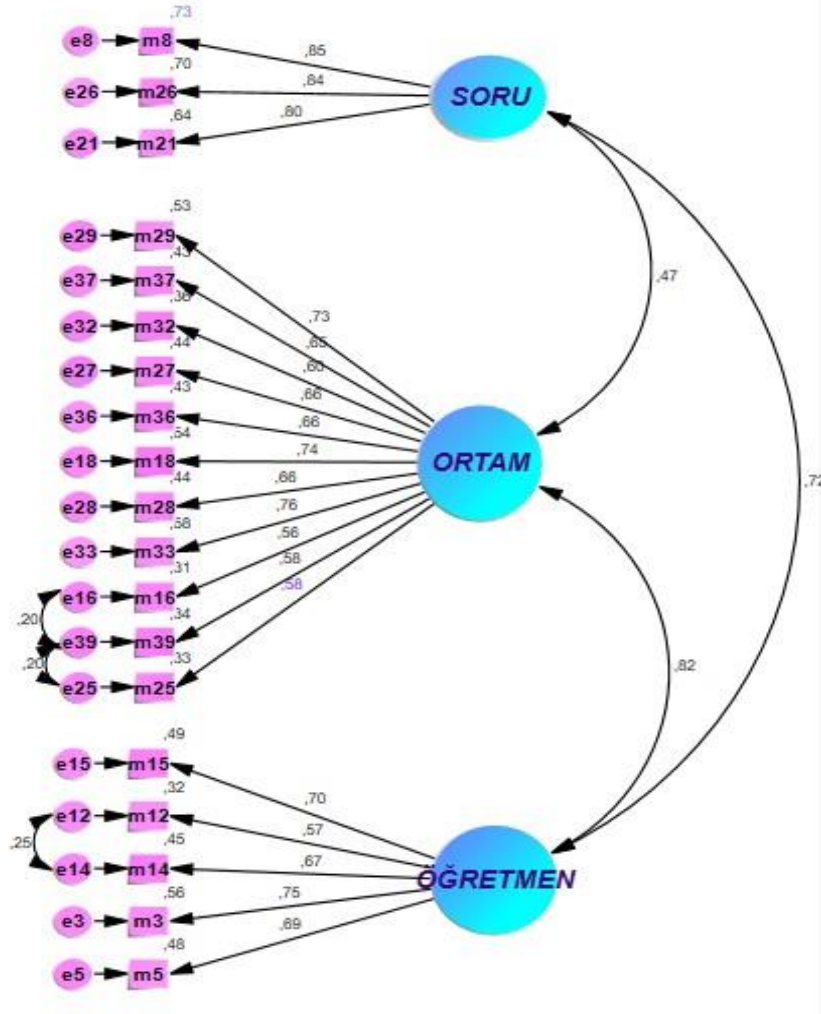 ,73
e8 m8 ,85
SORU
,70
e26 m26 ,84
,64
e21 m21 ,80
,53
e29 m29
,43
e37 m37
,36
e32 m32
,44
e27 m27
,43
e36 m36
,54
e18 m18
,44
e28 m28
,58
e33 m33
,31
e16 m16
,34
e39 m39
,33
e25 m25
,73
,65
,60
,66
,66
,74
,66
,76
,56
,58
,58
ORTAM
,47
,72
,82
,20
,20
,49
e15 m15 ,70
,32
e12 m12 ,57
,45
e14 m14 ,67
,25
ÖĞRETMEN
,56
e3 m3 ,75
,48
e5 m5 ,69